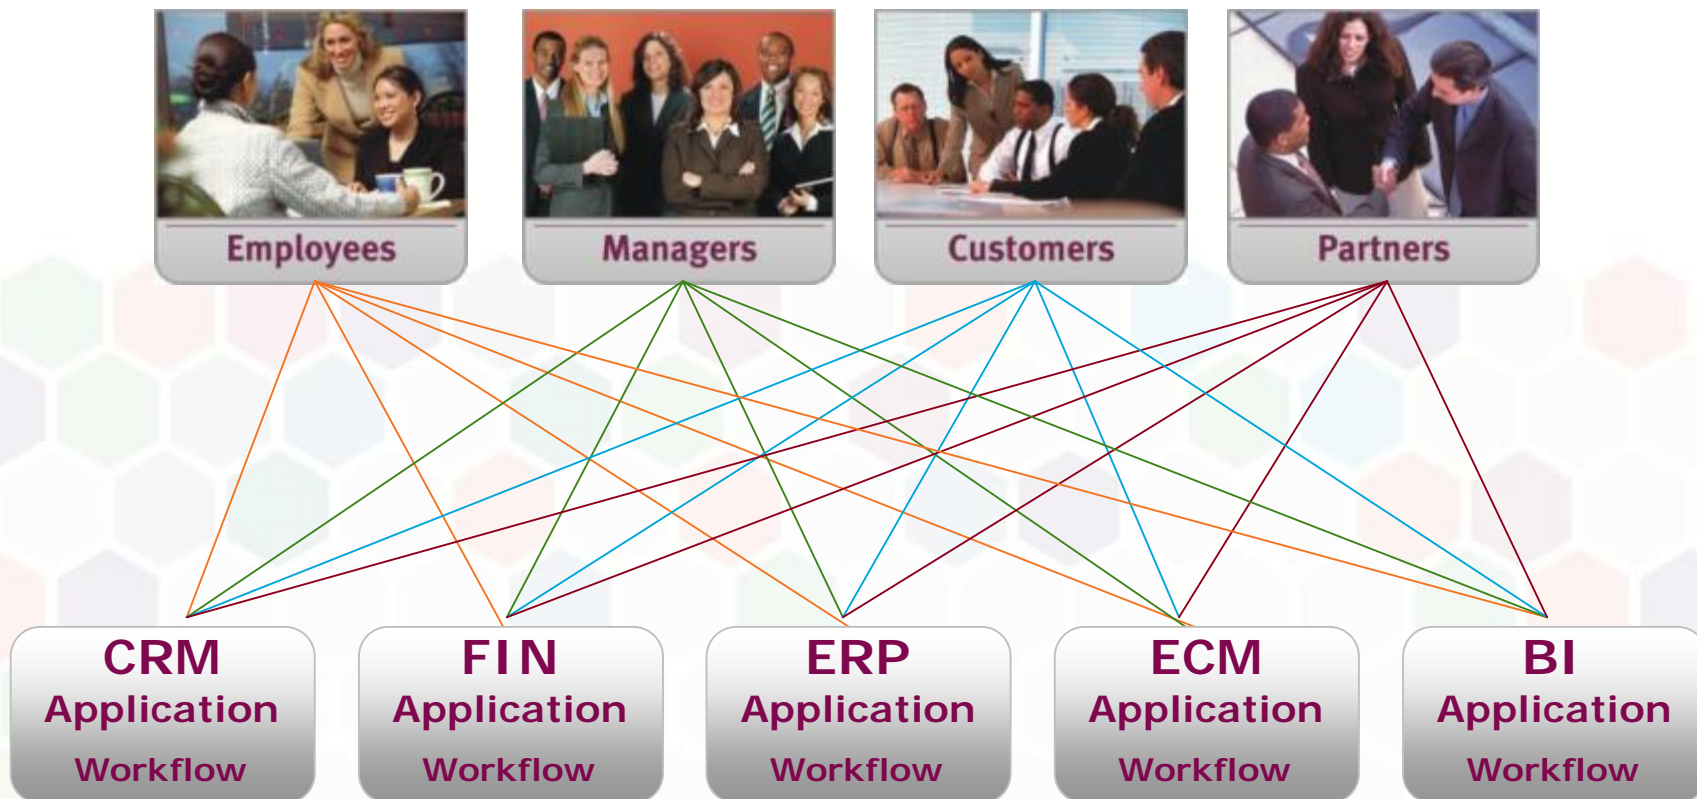 Employees
Managers
Customers
Partners
CRM
Application
Workflow
FIN
Application
Workflow
ERP
Application
Workflow
ECM
Application
Workflow
BI
Application
Workflow